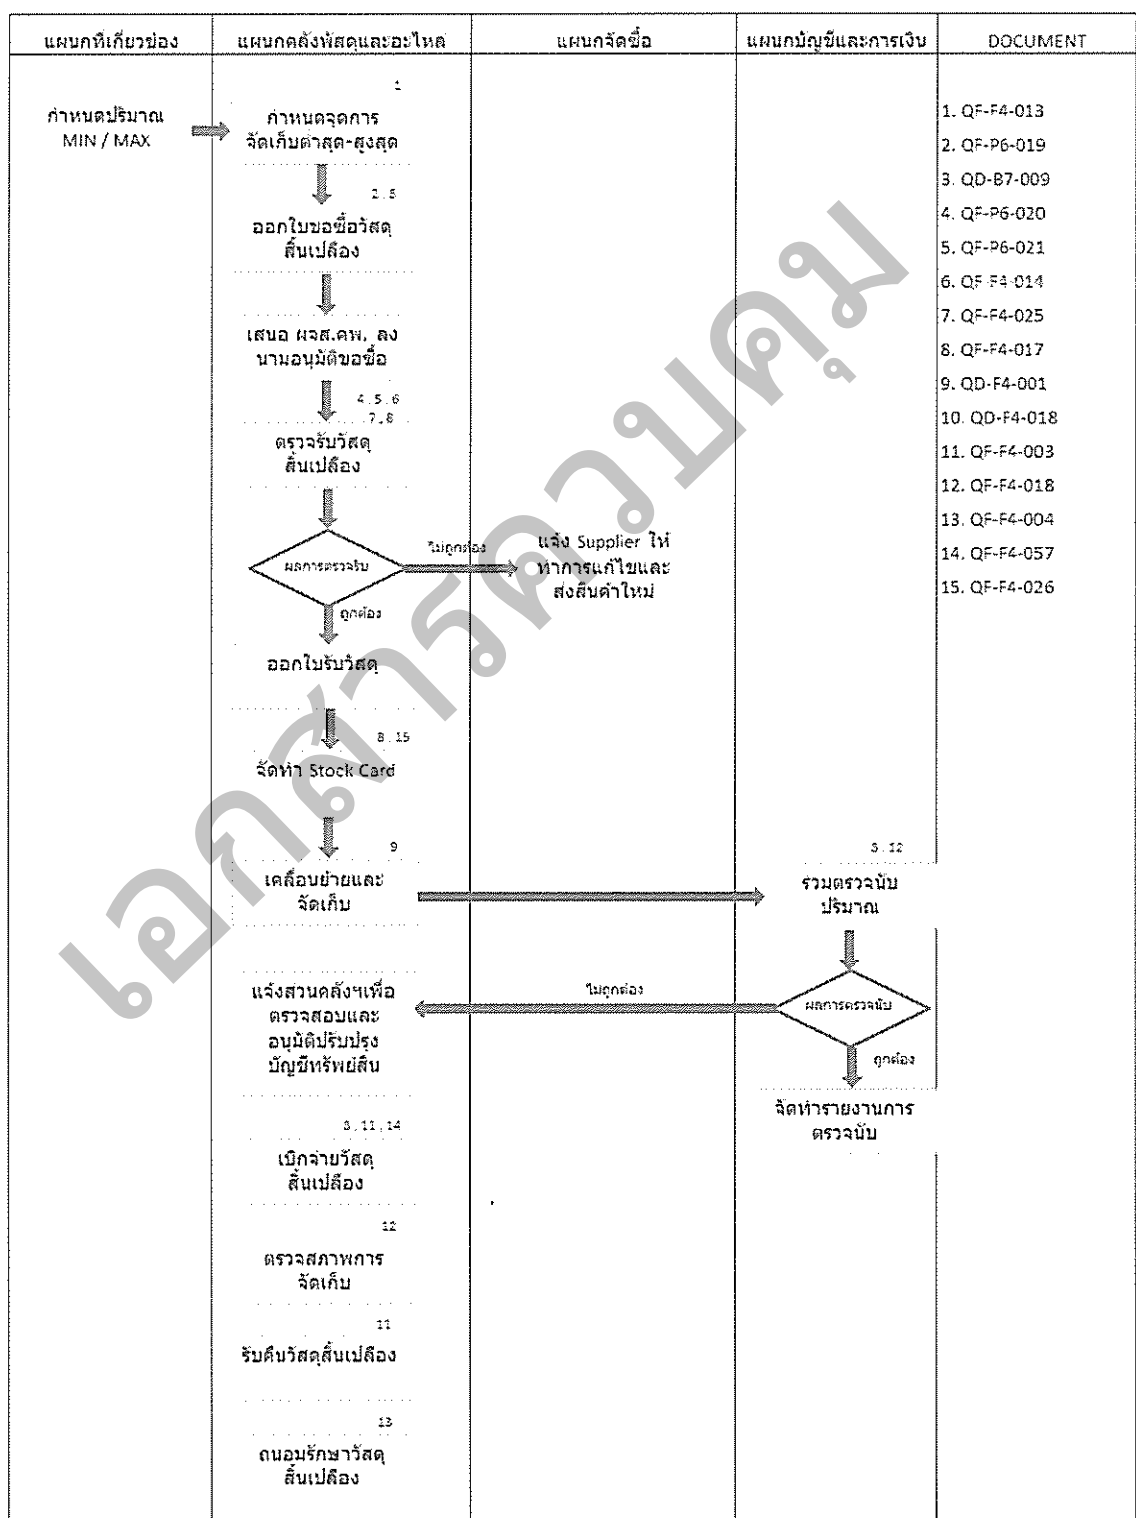 แผนกที่เกี่ยวข้อง
แผนกคลังพัสดุและอะไหล่
แผนกจัดซื้อ
แผนกบัญชีและการเงิน
DOCUMENT
กำหนดปริมาณ
MIN / MAX
1
กำหนดจุดการ
จัดเก็บต่ำสุด-สูงสุด
2,5
ออกใบขอซื้อวัสดุ
สิ้นเปลือง
เสนอ ผจส.คพ. ลง
นามอนุมัติขอซื้อ
4,5,6
7,8
ตรวจรับวัสดุ
สิ้นเปลือง
ผลการตรวจรับ
ไม่ถูกต้อง
แจ้ง Supplier ให้
ทำการแก้ไขและ
ส่งสินค้าใหม่
ถูกต้อง
ออกใบรับวัสดุ
8,15
จัดทำ Stock Card
9
เคลื่อนย้ายและ
จัดเก็บ
3,12
ร่วมตรวจนับ
ปริมาณ
ผลการตรวจนับ
ไม่ถูกต้อง
แจ้งส่วนคลังฯเพื่อ
ตรวจสอบและ
อนุมัติปรับปรุง
บัญชีทรัพย์สิน
ถูกต้อง
จัดทำรายงานการ
ตรวจนับ
3,11,14
เบิกจ่ายวัสดุ
สิ้นเปลือง
12
ตรวจสภาพการ
จัดเก็บ
11
รับคืนวัสดุสิ้นเปลือง
13
ถนอมรักษาวัสดุ
สิ้นเปลือง
1. QF-F4-013
2. QF-P6-019
3. QD-B7-009
4. QF-P6-020
5. QF-P6-021
6. QF-F4-014
7. QF-F4-025
8. QF-F4-017
9. QD-F4-001
10. QD-F4-018
11. QF-F4-003
12. QF-F4-018
13. QF-F4-004
14. QF-F4-057
15. QF-F4-026
เอกสารควบคุม